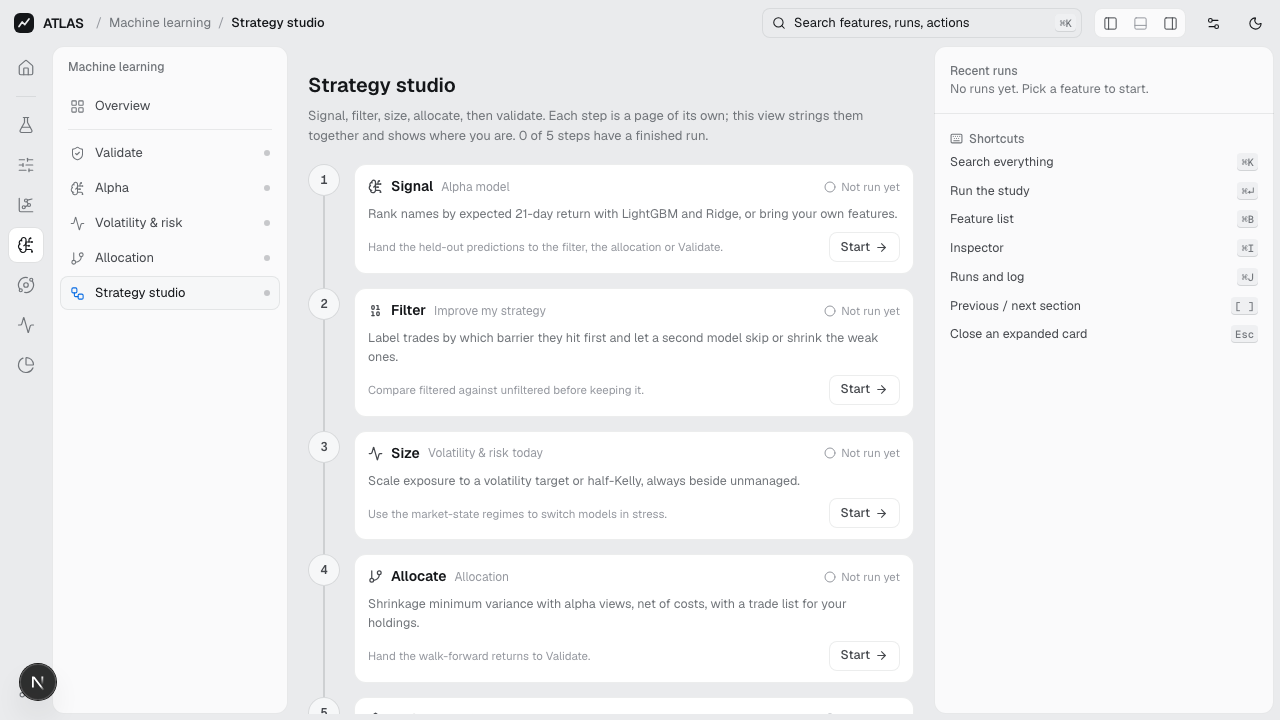 ATLAS / Machine learning / Strategy studio
Search features, runs, actions ⌘K
Machine learning
Overview
Validate
Alpha
Volatility & risk
Allocation
Strategy studio
Strategy studio
Signal, filter, size, allocate, then validate. Each step is a page of its own; this view strings them
together and shows where you are. 0 of 5 steps have a finished run.
1
Signal Alpha model Not run yet
Rank names by expected 21-day return with LightGBM and Ridge, or bring your own features.
Hand the held-out predictions to the filter, the allocation or Validate. Start →
2
Filter Improve my strategy Not run yet
Label trades by which barrier they hit first and let a second model skip or shrink the weak
ones.
Compare filtered against unfiltered before keeping it. Start →
3
Size Volatility & risk today Not run yet
Scale exposure to a volatility target or half-Kelly, always beside unmanaged.
Use the market-state regimes to switch models in stress. Start →
4
Allocate Allocation Not run yet
Shrinkage minimum variance with alpha views, net of costs, with a trade list for your
holdings.
Hand the walk-forward returns to Validate. Start →
5
Recent runs
No runs yet. Pick a feature to start.
Shortcuts
Search everything ⌘K
Run the study ⌘↵
Feature list ⌘B
Inspector ⌘I
Runs and log ⌘J
Previous / next section [ ]
Close an expanded card Esc
N